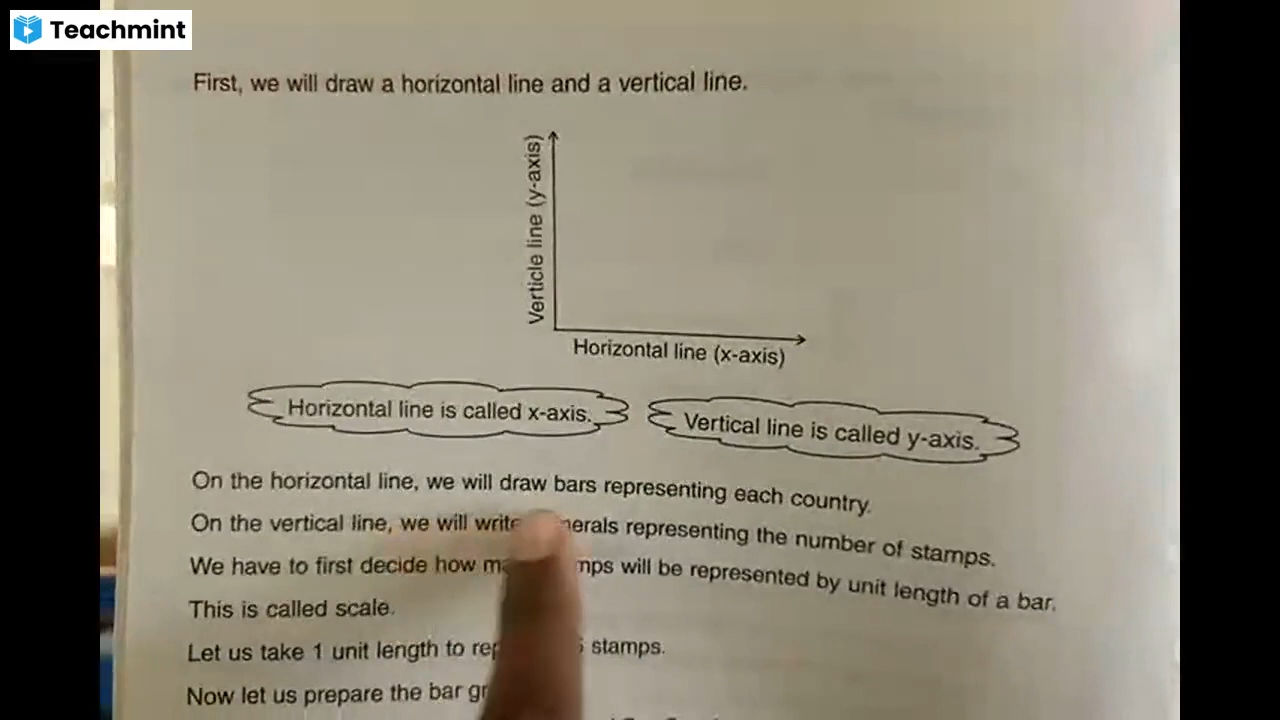 Teachmint
First, we will draw a horizontal line and a vertical line.
Verticle line (y-axis)
Horizontal line (x-axis)
Horizontal line is called x-axis.
Vertical line is called y-axis.
On the horizontal line, we will draw bars representing each country.
On the vertical line, we will write representing the number of stamps.
We have to first decide how will be represented by unit length of a bar.
This is called scale.
Let us take 1 unit length to stamps.
Now let us prepare the bar